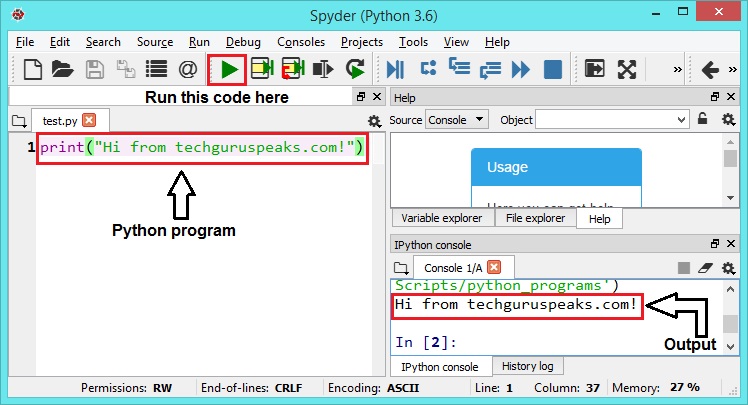 Spyder (Python 3.6)
File Edit Search Source Run Debug Consoles Projects Tools View Help
@ » »
Run this code here
test.py
1 print("Hi from techguruspeaks.com!")
Python program
Help
Source Console Object
Usage
Here you can get help
Variable explorer File explorer Help
IPython console
Console 1/A
Scripts/python_programs')
Hi from techguruspeaks.com!
In [2]:
Output
IPython console History log
Permissions: RW End-of-lines: CRLF Encoding: ASCII Line: 1 Column: 37 Memory: 27 %